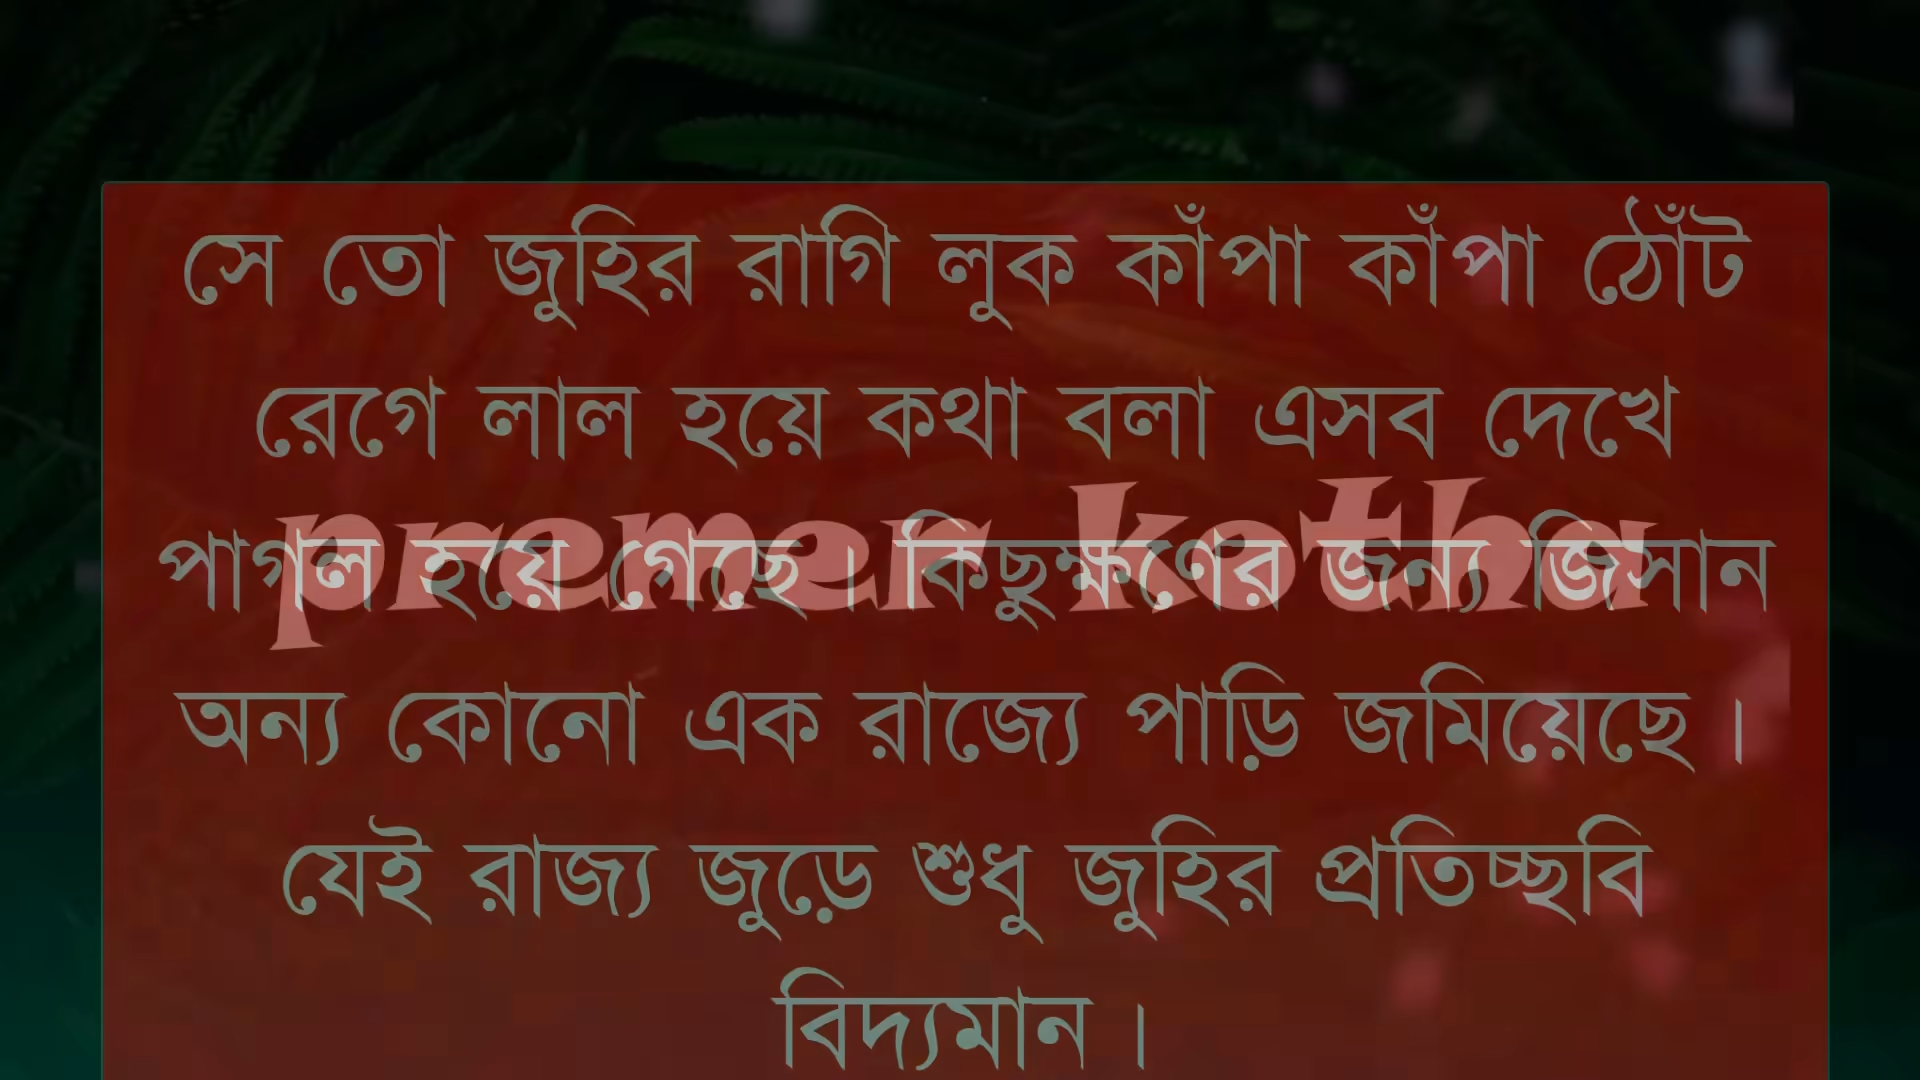 সে তো জুহির রাগি লুক কাঁপা কাঁপা ঠোঁট
রেগে লাল হয়ে কথা বলা এসব দেখে
পাগল হয়ে গেছে। কিছুক্ষণের জন্য জিসান
premer kotha
অন্য কোনো এক রাজ্যে পাড়ি জমিয়েছে।
যেই রাজ্য জুড়ে শুধু জুহির প্রতিচ্ছবি
বিদ্যমান।